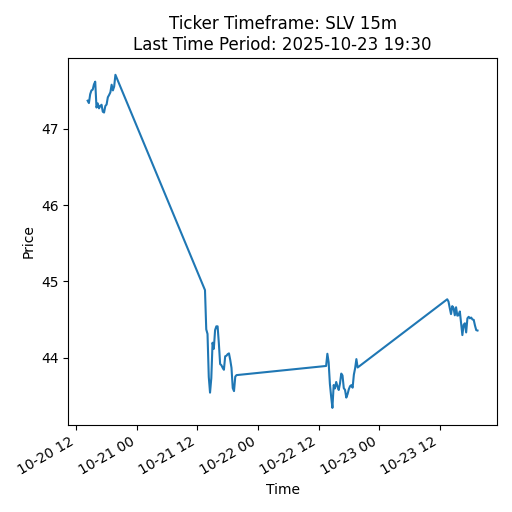 Ticker Timeframe: SLV 15m
Last Time Period: 2025-10-23 19:30
Price
47
46
45
44
10-20 12
10-21 00
10-21 12
10-22 00
10-22 12
10-23 00
10-23 12
Time